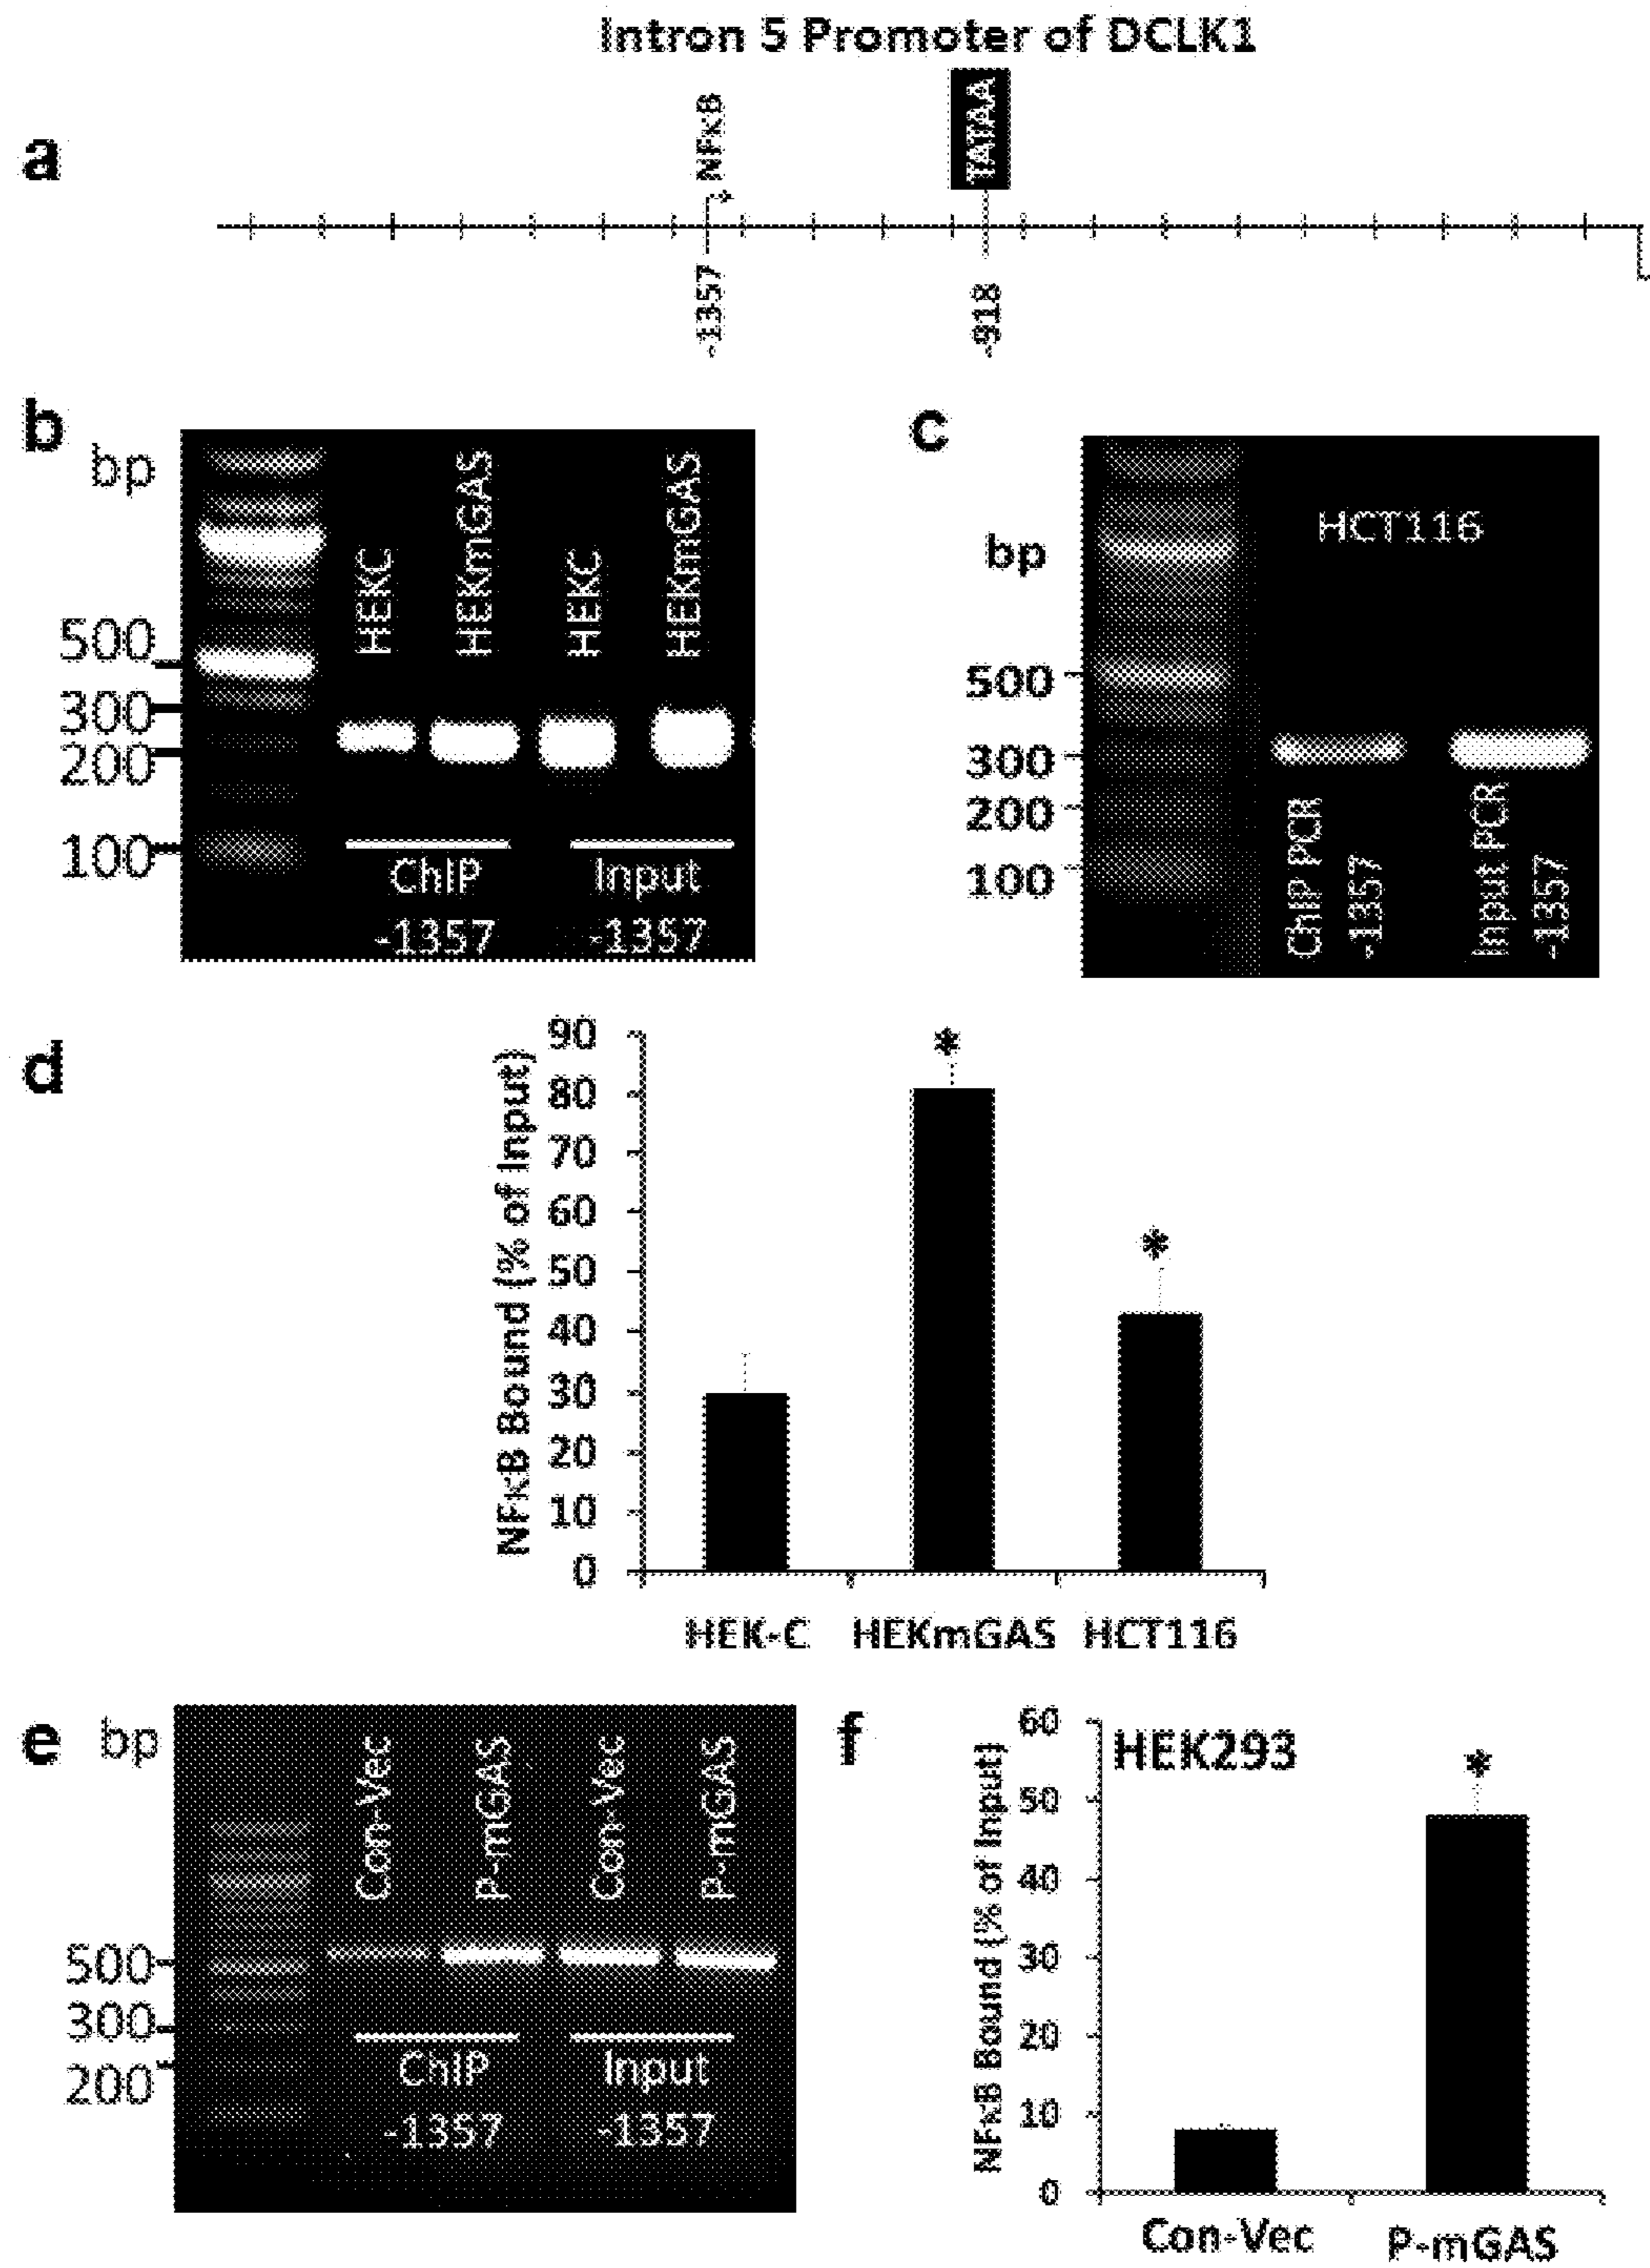 Intron 5 Promoter of DCLK1
a
NFκB
TATAA
-1357
-918
b
bp
500
300
200
100
HEKC
HEKmGAS
HEKC
HEKmGAS
ChIP
-1357
Input
-1357
c
bp
500
300
200
100
HCT116
ChIP PCR
-1357
Input PCR
-1357
d
NFκB Bound (% of Input)
90
80
70
60
50
40
30
20
10
0
*
*
HEK-C
HEKmGAS
HCT116
e
bp
500
300
200
Con-Vec
P-mGAS
Con-Vec
P-mGAS
ChIP
-1357
Input
-1357
f
HEK293
NFκB Bound (% of Input)
60
50
40
30
20
10
0
*
Con-Vec
P-mGAS